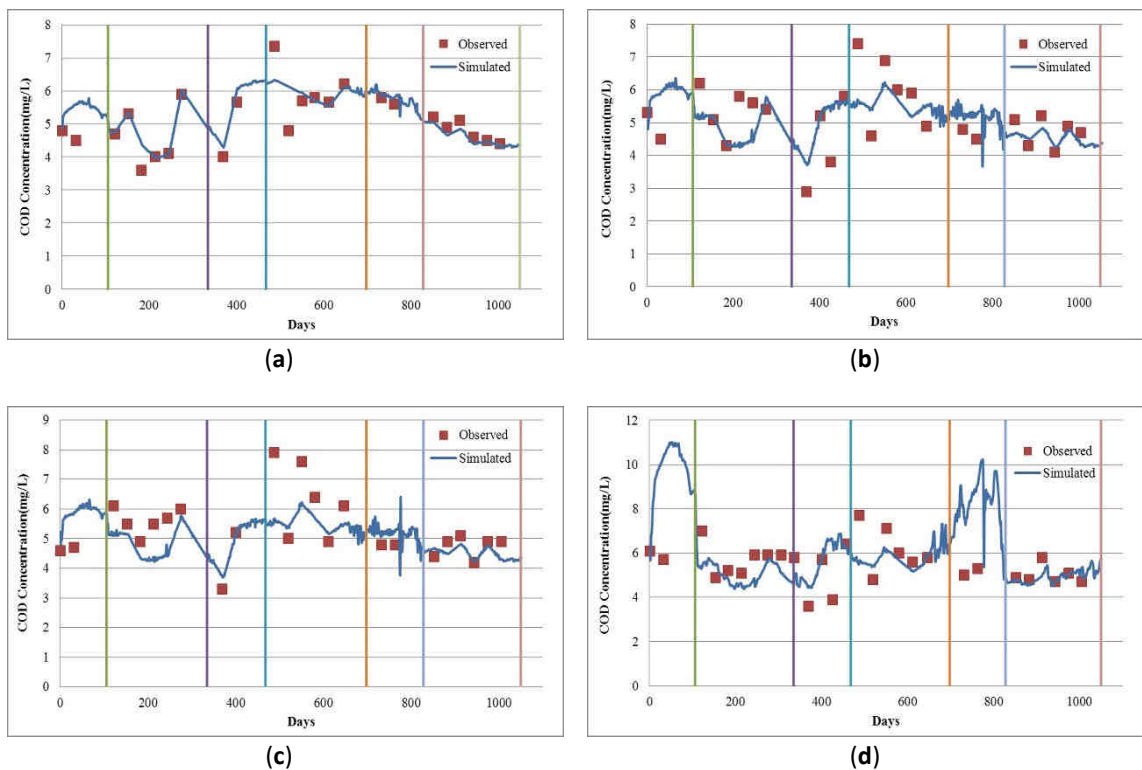 8
7
6
5
4
3
2
1
0
COD Concentration(mg/L)
Observed
Simulated
0 200 400 600 800 1000
Days
(a)
8
7
6
5
4
3
2
1
0
COD Concentration(mg/L)
Observed
Simulated
0 200 400 600 800 1000
Days
(b)
9
8
7
6
5
4
3
2
1
0
COD Concentration(mg/L)
Observed
Simulated
0 200 400 600 800 1000
Days
(c)
12
10
8
6
4
2
0
COD Concentration(mg/L)
Observed
Simulated
0 200 400 600 800 1000
Days
(d)